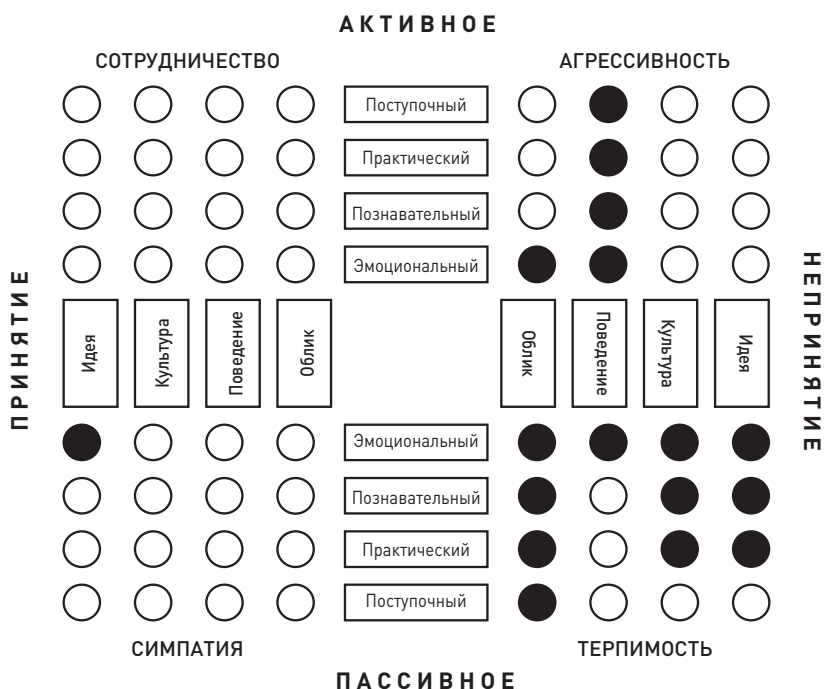 АКТИВНОЕ
СОТРУДНИЧЕСТВО
АГРЕССИВНОСТЬ
Поступочный
Практический
Познавательный
Эмоциональный
ПРИНЯТИЕ
Идея
Культура
Поведение
Облик
Облик
Поведение
Культура
Идея
НЕПРИНЯТИЕ
Эмоциональный
Познавательный
Практический
Поступочный
СИМПАТИЯ
ТЕРПИМОСТЬ
ПАССИВНОЕ